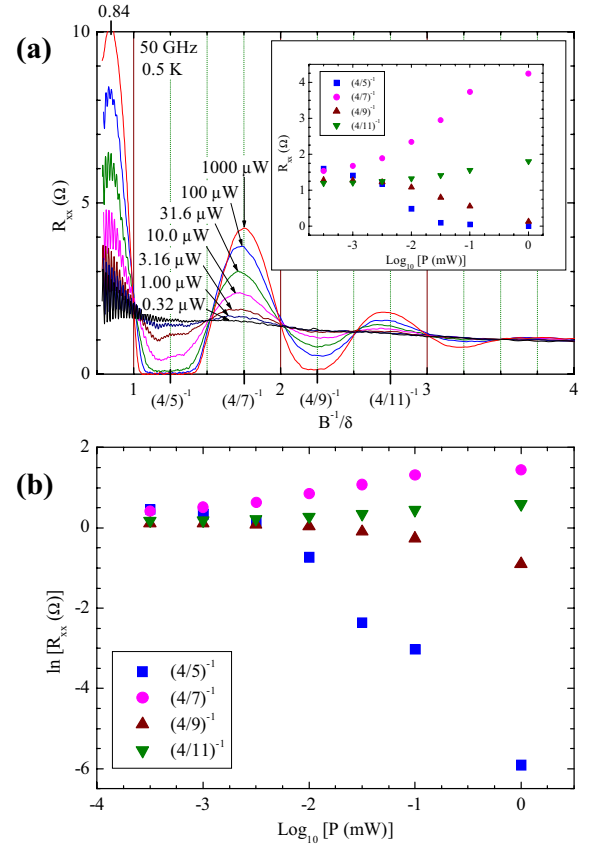 (a)
0.84
10
5
0
R_xx (Ω)
50 GHz
0.5 K
1000 µW
100 µW
31.6 µW
10.0 µW
3.16 µW
1.00 µW
0.32 µW
(4/5)^-1
(4/7)^-1
(4/9)^-1
(4/11)^-1
4
3
2
1
0
R_xx (Ω)
-3 -2 -1 0
Log_10 [P (mW)]
1 2 3 4
(4/5)^-1 (4/7)^-1 (4/9)^-1 (4/11)^-1
B^-1/δ
(b)
2
0
-2
-4
-6
ln [R_xx (Ω)]
(4/5)^-1
(4/7)^-1
(4/9)^-1
(4/11)^-1
-4 -3 -2 -1 0
Log_10 [P (mW)]